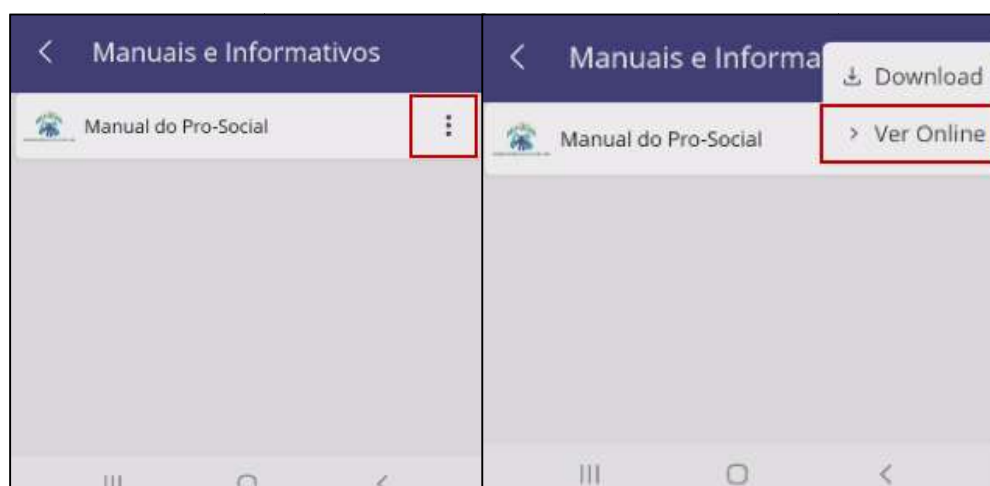 Manuais e Informativos
Manual do Pro-Social
Manuais e Informa
Download
Ver Online
Manual do Pro-Social